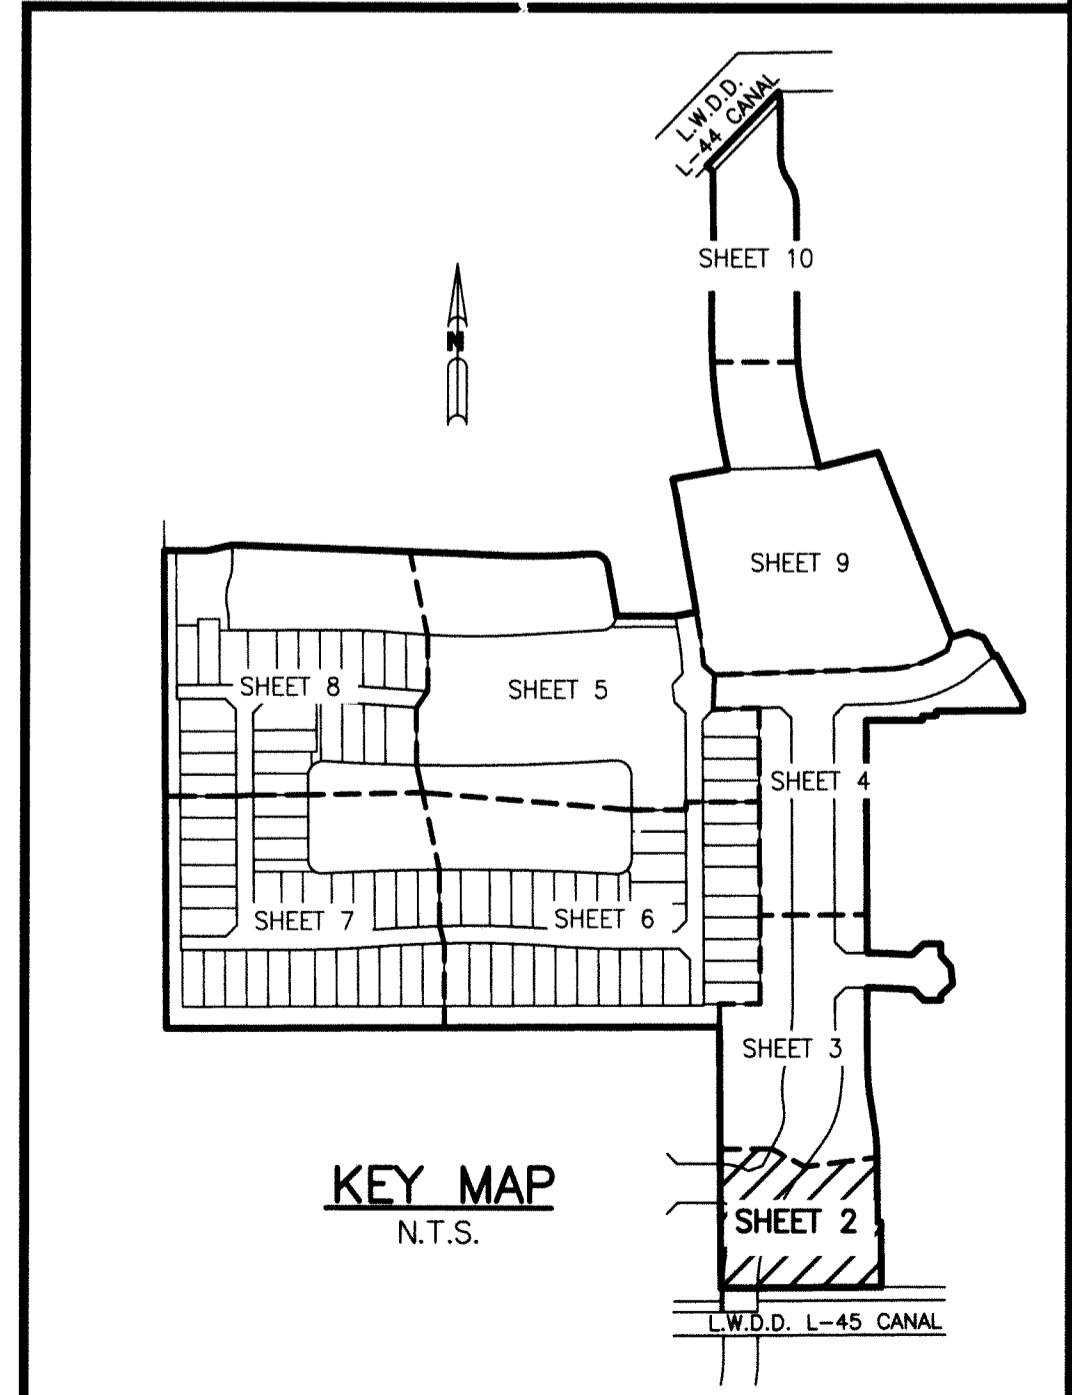 L.W.D.D.
L-44 CANAL
SHEET 10
N
SHEET 9
SHEET 8
SHEET 5
SHEET 4
SHEET 7
SHEET 6
SHEET 3
KEY MAP
N.T.S.
SHEET 2
L.W.D.D. L-45 CANAL